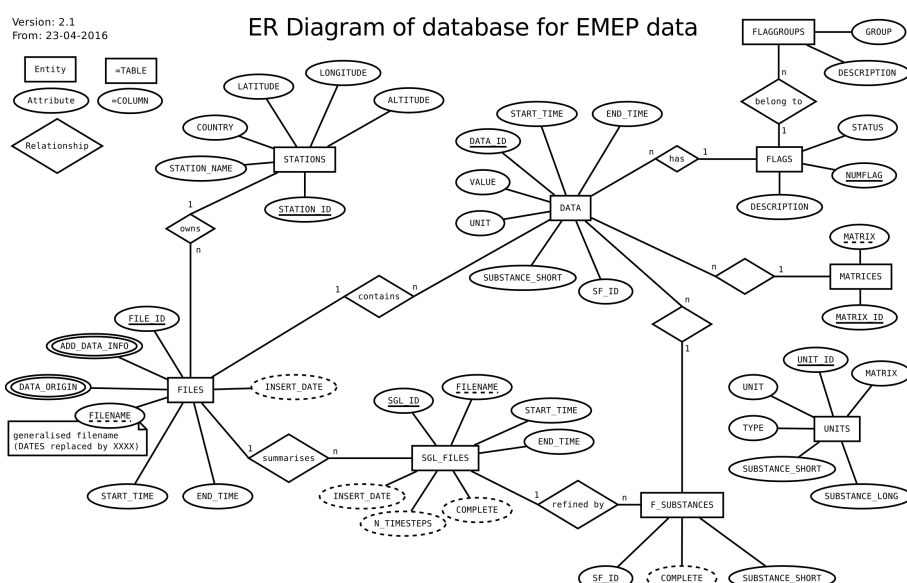 Version: 2.1
From: 23-04-2016
ER Diagram of database for EMEP data
Entity
=TABLE
Attribute
=COLUMN
Relationship
FLAGGROUPS
GROUP
DESCRIPTION
n
belong to
1
FLAGS
STATUS
NUMFLAG
DESCRIPTION
LATITUDE
LONGITUDE
ALTITUDE
COUNTRY
STATION_NAME
STATIONS
STATION_ID
1
owns
n
START_TIME
END_TIME
DATA_ID
VALUE
UNIT
DATA
SUBSTANCE_SHORT
SF_ID
n
has
1
n
1
MATRIX
MATRICES
MATRIX_ID
1
contains
n
n
1
FILE_ID
ADD_DATA_INFO
DATA_ORIGIN
FILES
INSERT_DATE
FILENAME
generalised filename
(DATES replaced by XXXX)
START_TIME
END_TIME
1
summarises
n
SGL_ID
FILENAME
START_TIME
END_TIME
SGL_FILES
INSERT_DATE
N_TIMESTEPS
COMPLETE
1
refined by
n
F_SUBSTANCES
SF_ID
COMPLETE
SUBSTANCE_SHORT
UNIT_ID
MATRIX
UNIT
TYPE
UNITS
SUBSTANCE_SHORT
SUBSTANCE_LONG